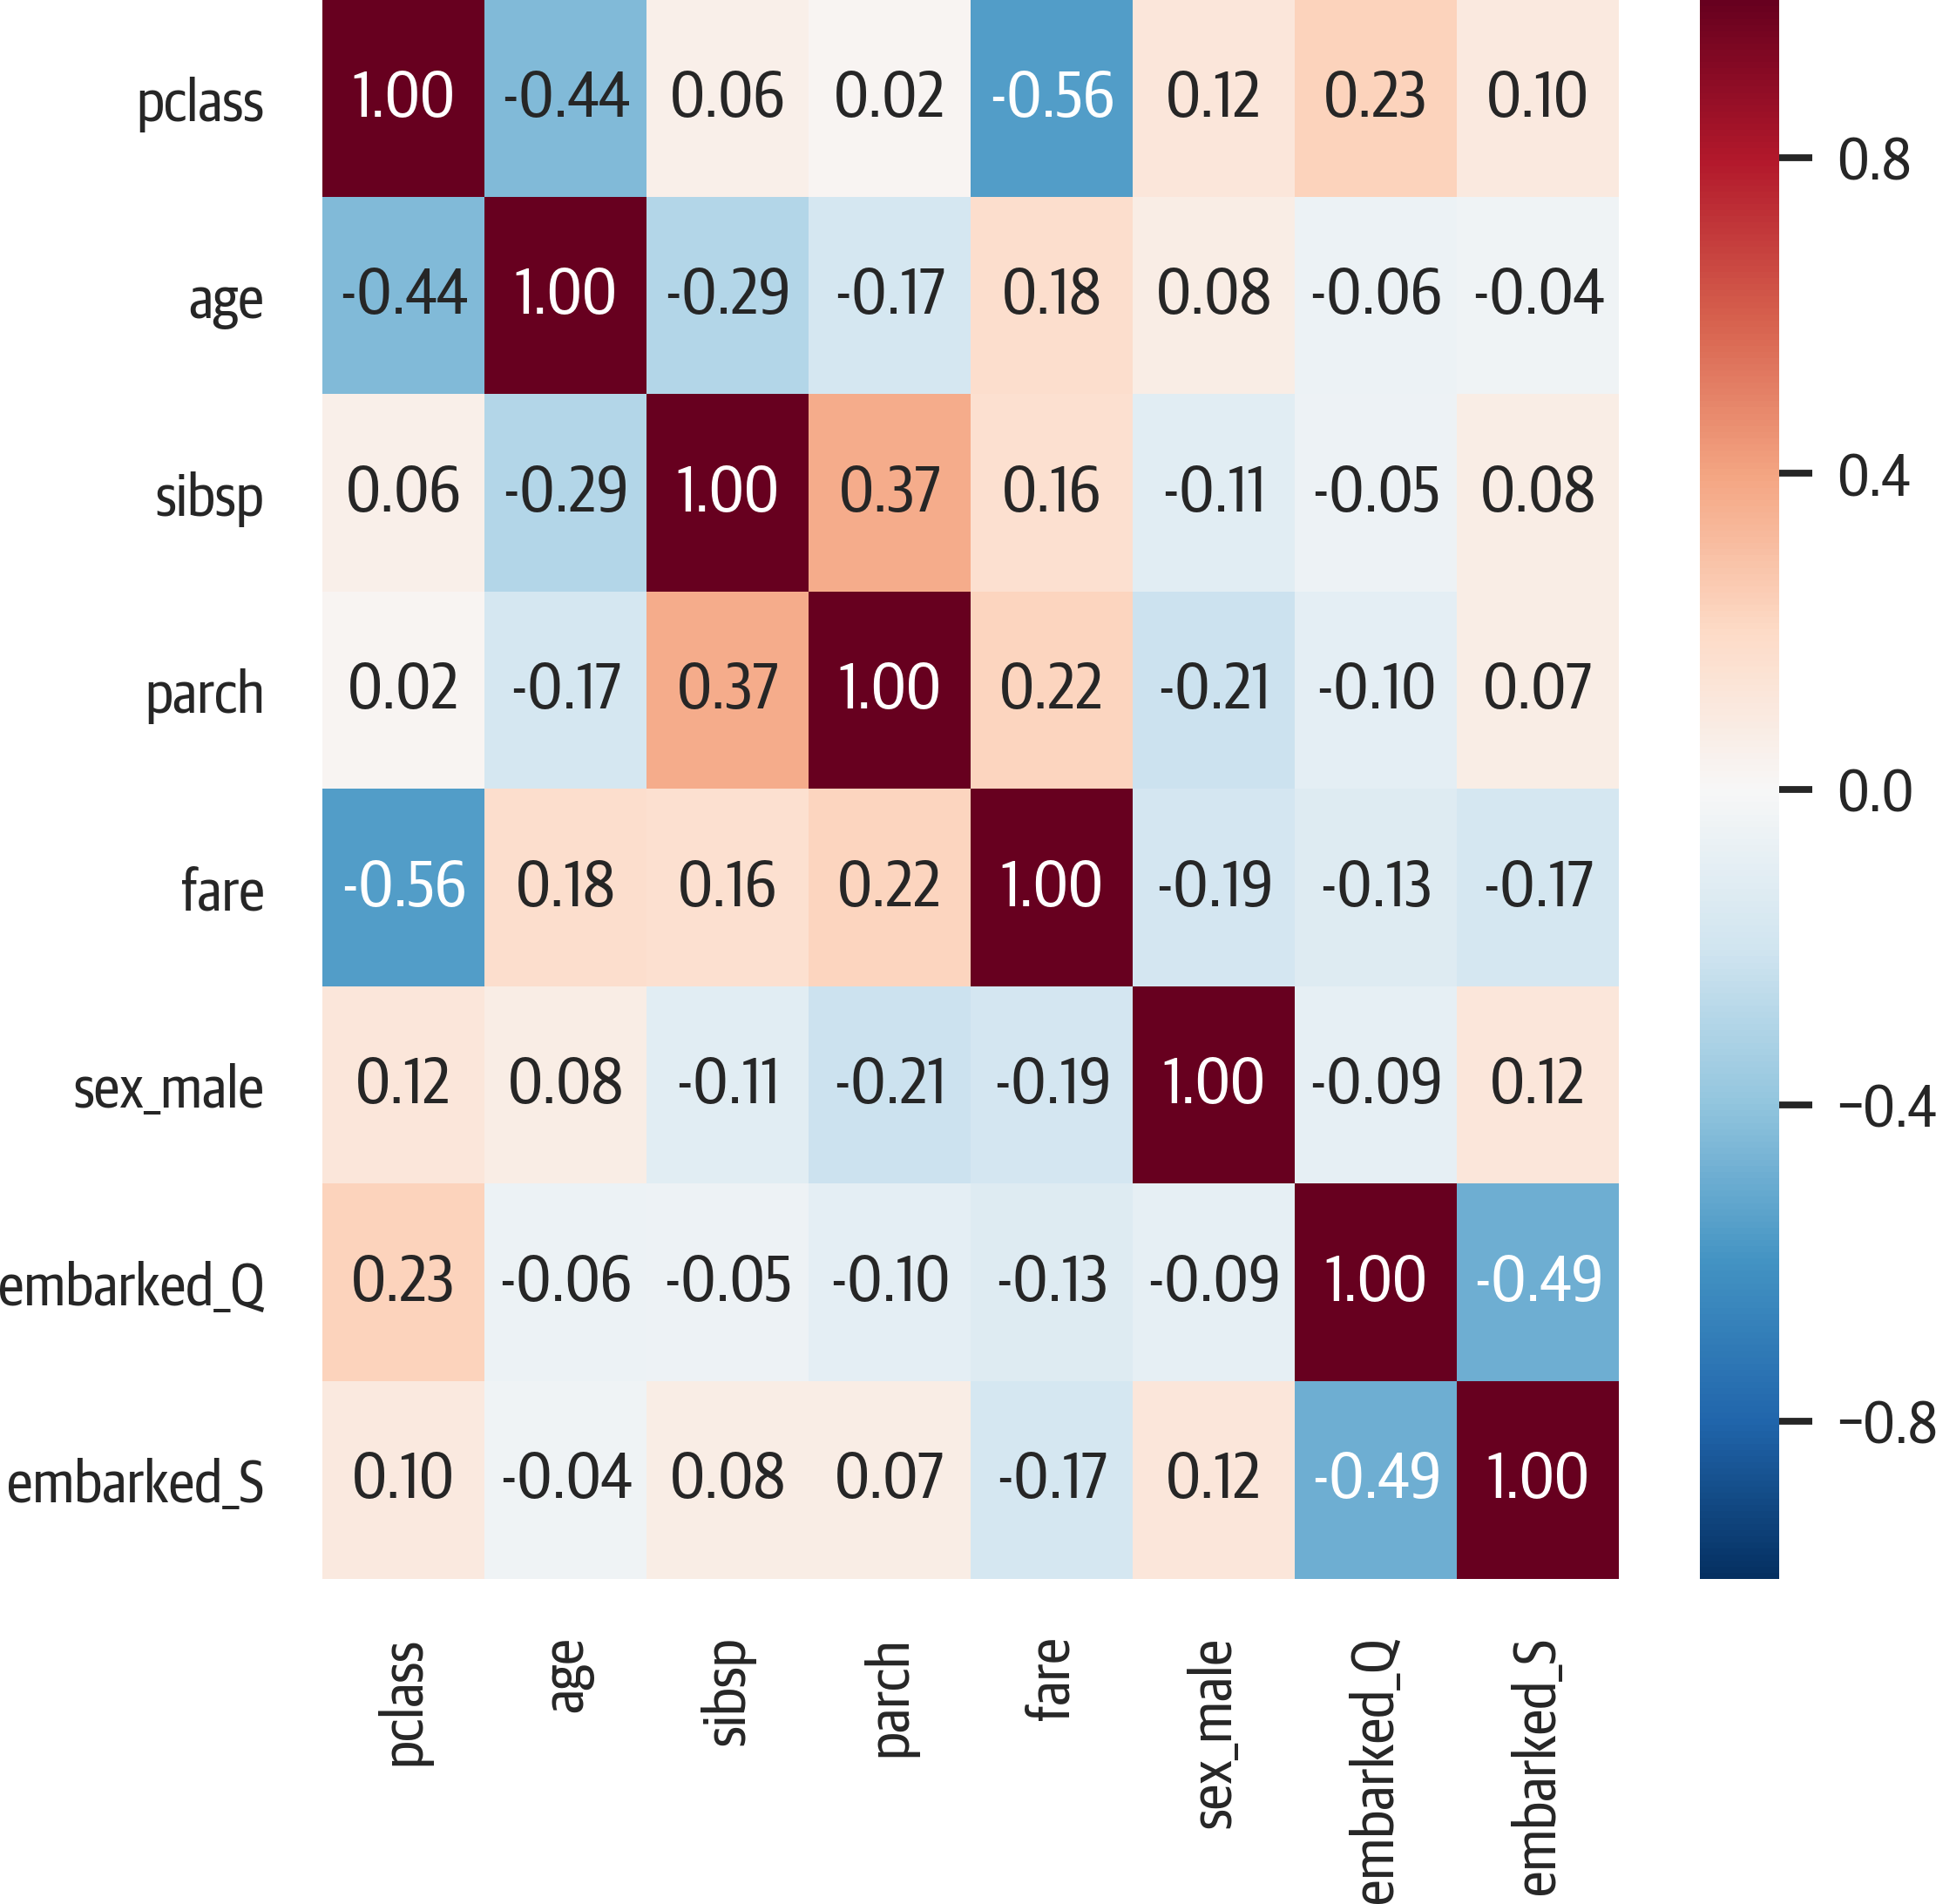 pclass 1.00 -0.44 0.06 0.02 -0.56 0.12 0.23 0.10
age -0.44 1.00 -0.29 -0.17 0.18 0.08 -0.06 -0.04
sibsp 0.06 -0.29 1.00 0.37 0.16 -0.11 -0.05 0.08
parch 0.02 -0.17 0.37 1.00 0.22 -0.21 -0.10 0.07
fare -0.56 0.18 0.16 0.22 1.00 -0.19 -0.13 -0.17
sex_male 0.12 0.08 -0.11 -0.21 -0.19 1.00 -0.09 0.12
embarked_Q 0.23 -0.06 -0.05 -0.10 -0.13 -0.09 1.00 -0.49
embarked_S 0.10 -0.04 0.08 0.07 -0.17 0.12 -0.49 1.00
pclass
age
sibsp
parch
fare
sex_male
embarked_Q
embarked_S
0.8
0.4
0.0
−0.4
−0.8